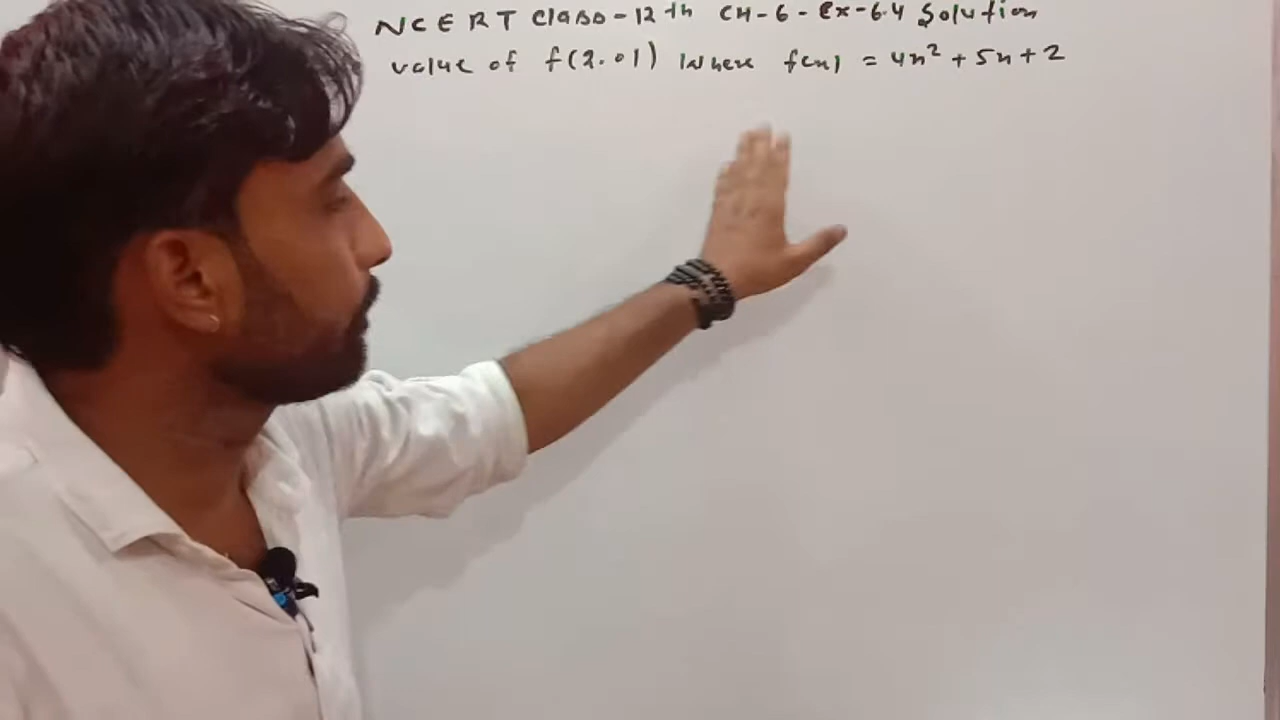 NCERT Class-12th CH-6-Ex-6.4 Solution
value of f(2.01) Where f(x) = 4x² + 5x + 2